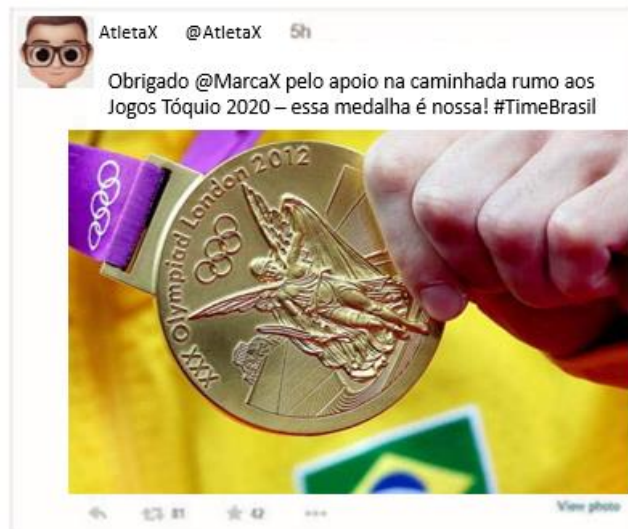 AtletaX @AtletaX 5h
Obrigado @MarcaX pelo apoio na caminhada rumo aos
Jogos Tóquio 2020 – essa medalha é nossa! #TimeBrasil
XXX Olympiad London 2012
81 42 View photo